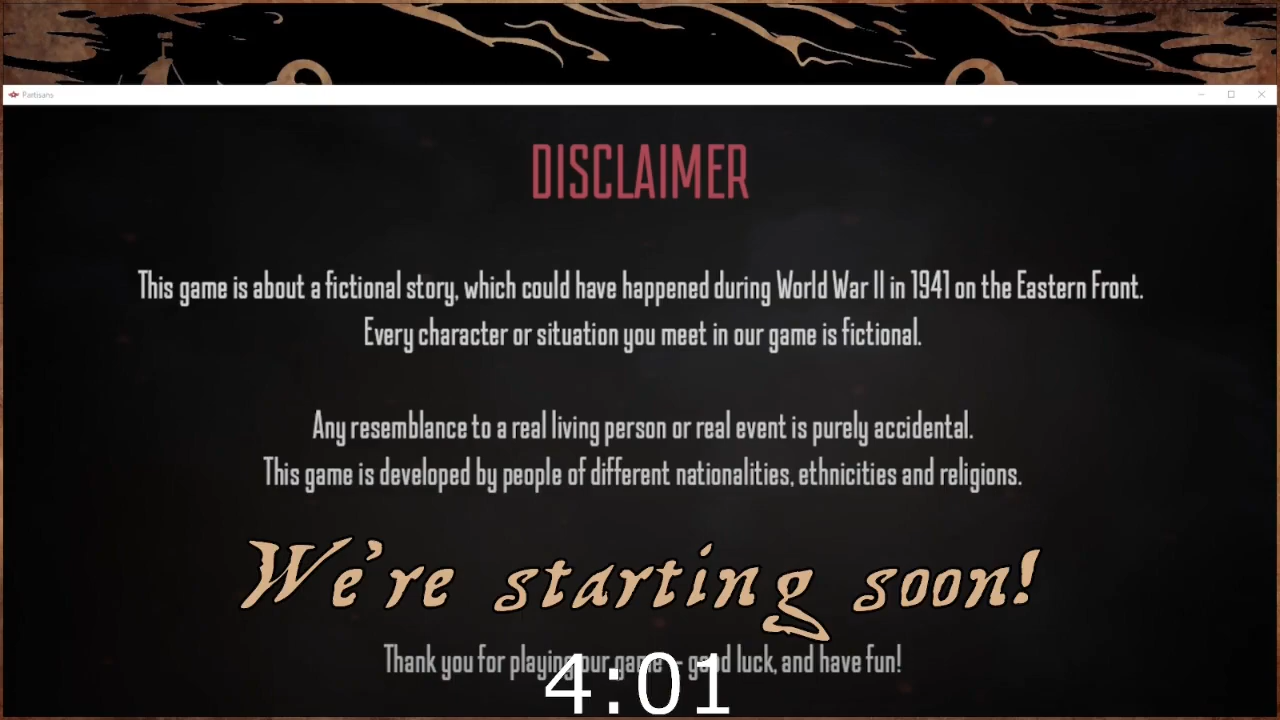 Partisans
DISCLAIMER
This game is about a fictional story, which could have happened during World War II in 1941 on the Eastern Front.
Every character or situation you meet in our game is fictional.
Any resemblance to a real living person or real event is purely accidental.
This game is developed by people of different nationalities, ethnicities and religions.
We're starting soon!
Thank you for playing our game - good luck, and have fun!
4:01